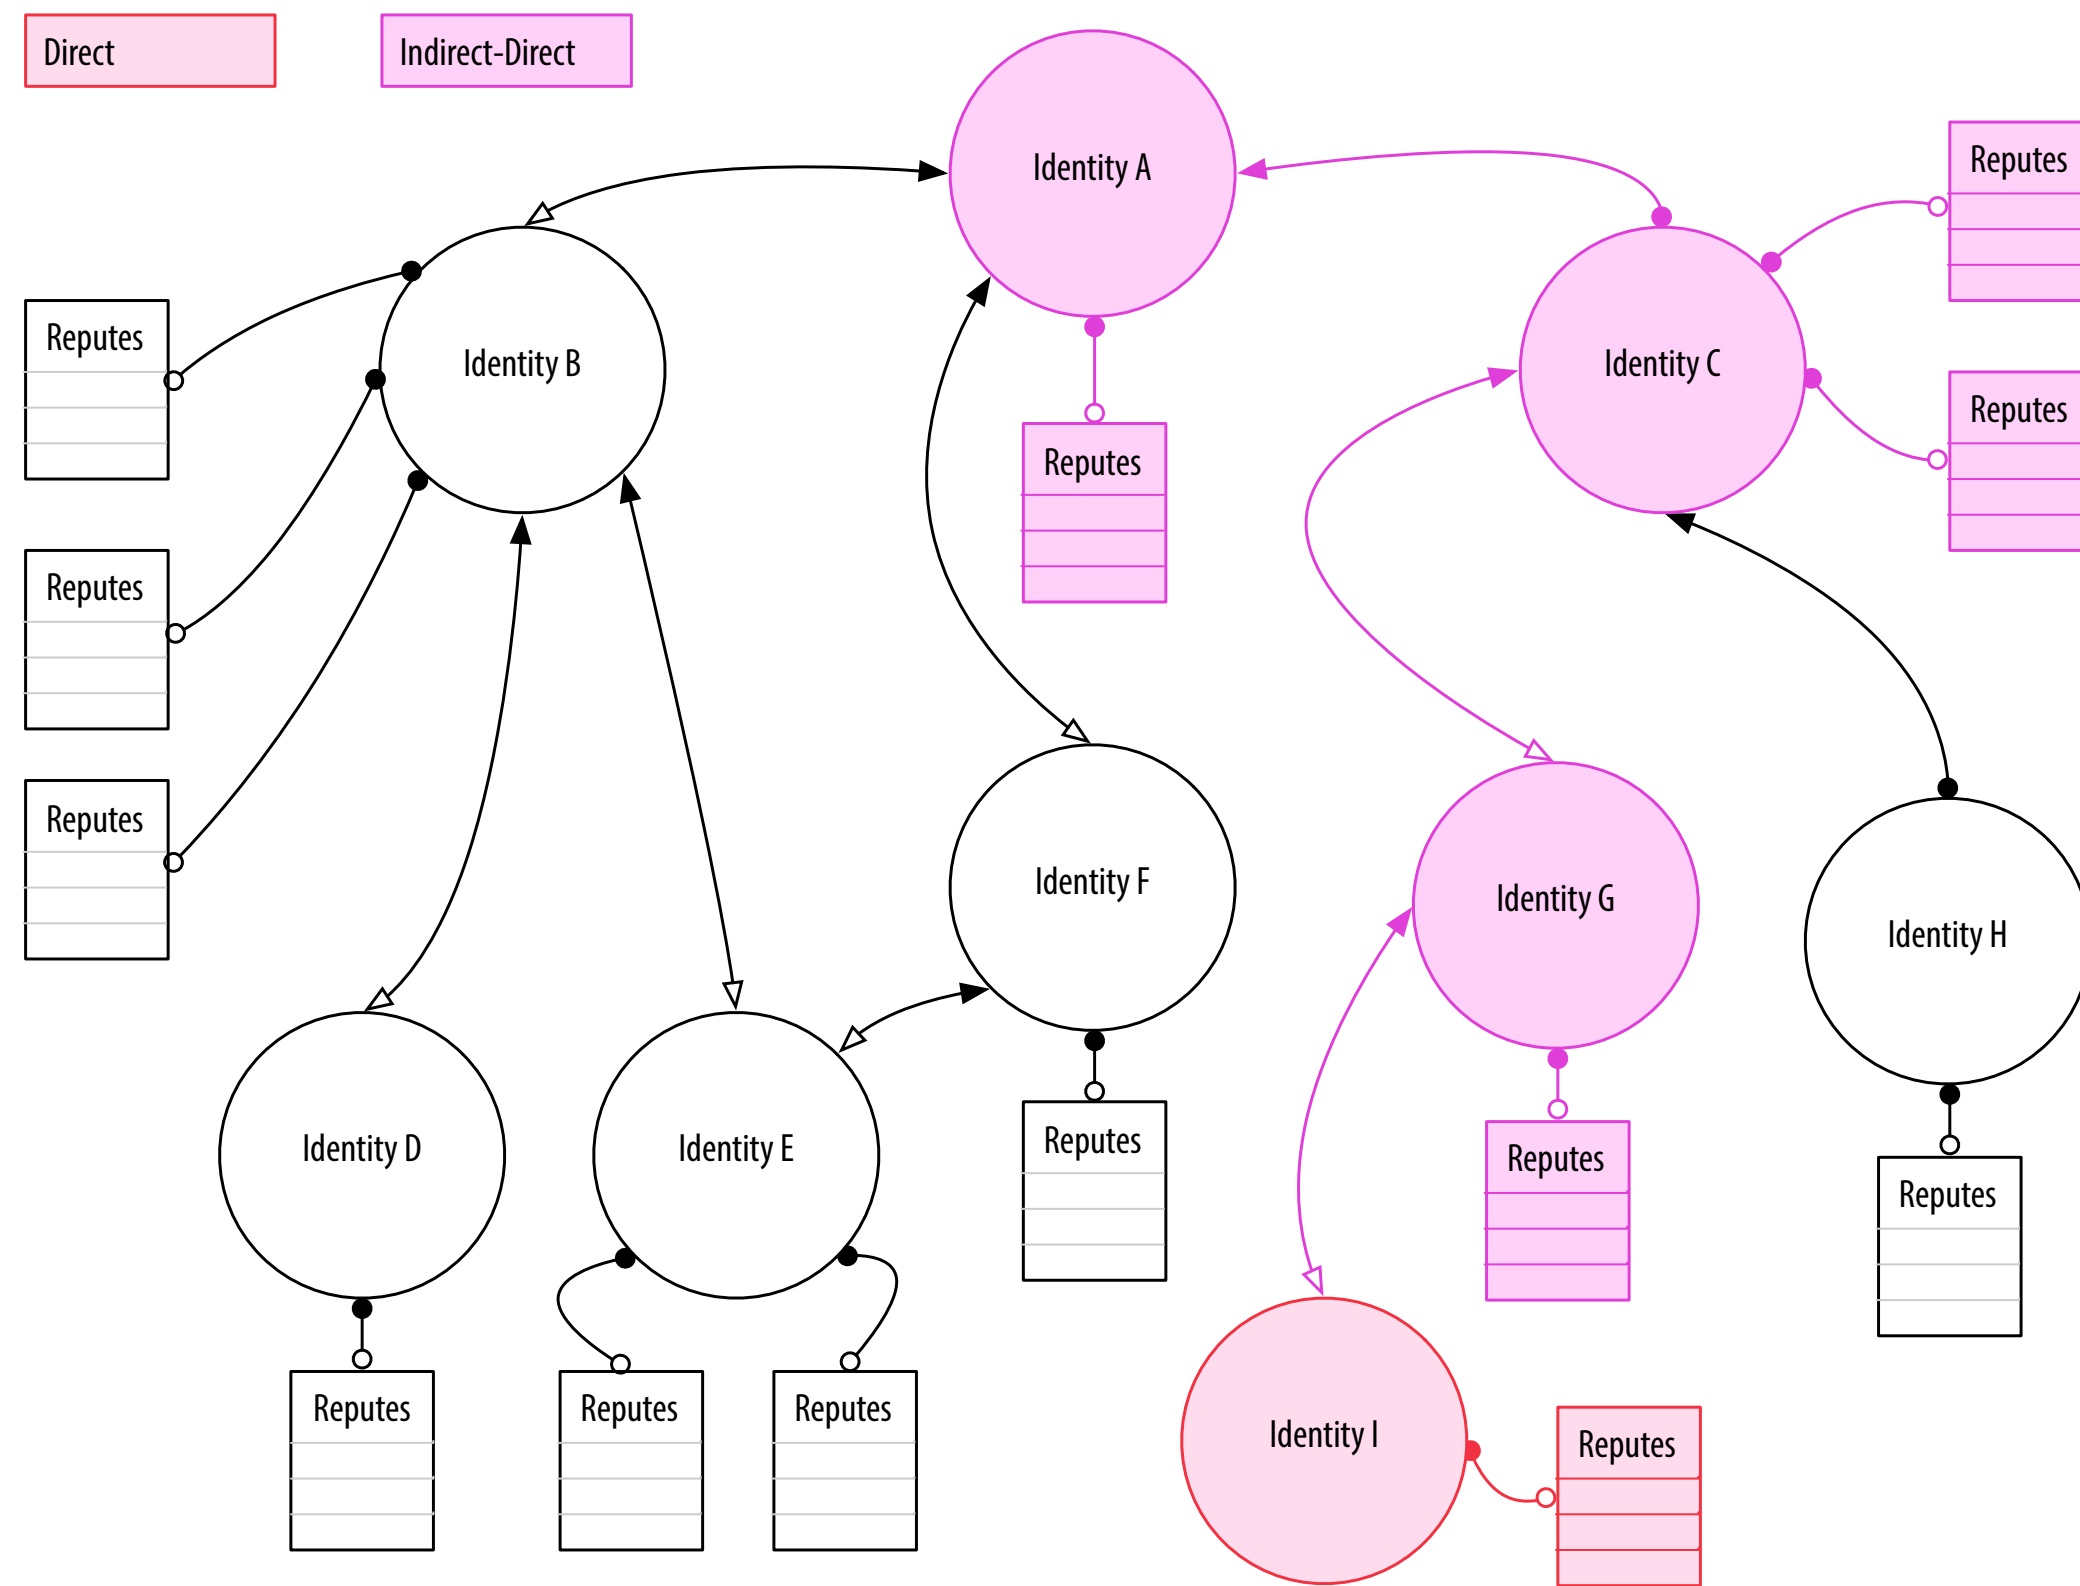 Direct
Indirect-Direct
Identity A
Reputes
Identity B
Identity C
Reputes
Reputes
Reputes
Reputes
Reputes
Identity F
Identity G
Identity H
Identity D
Identity E
Reputes
Reputes
Reputes
Reputes
Reputes
Reputes
Identity I
Reputes